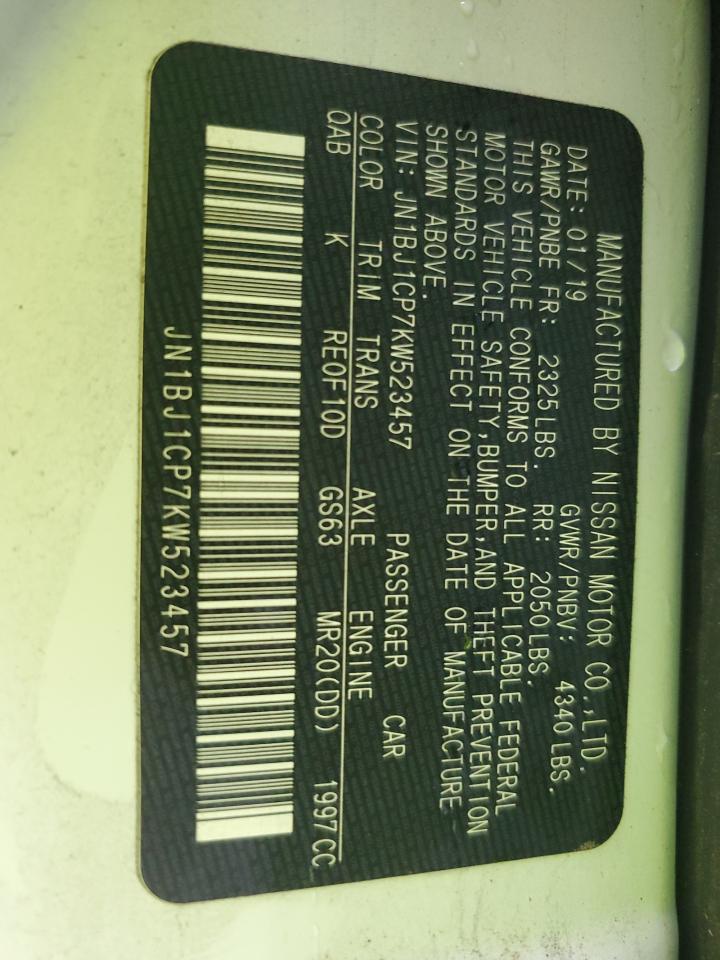 MANUFACTURED BY NISSAN MOTOR CO.,LTD.
DATE: 01/19 GVWR/PNBV: 4340 LBS.
GAWR/PNBE FR: 2325 LBS. RR: 2050 LBS.
THIS VEHICLE CONFORMS TO ALL APPLICABLE FEDERAL
MOTOR VEHICLE SAFETY,BUMPER,AND THEFT PREVENTION
STANDARDS IN EFFECT ON THE DATE OF MANUFACTURE
SHOWN ABOVE.
VIN: JN1BJ1CP7KW523457 PASSENGER CAR
COLOR TRIM TRANS AXLE ENGINE
QAB K RE0F10D GS63 MR20(DD) 1997CC
JN1BJ1CP7KW523457